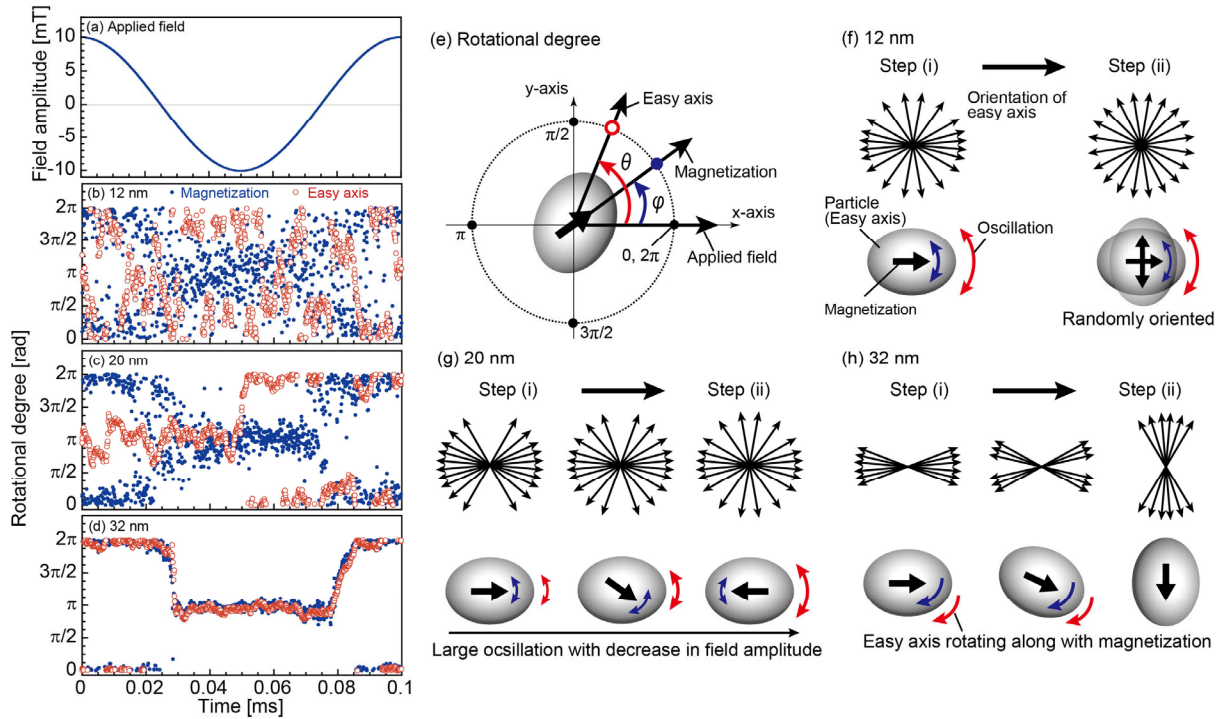 (a) Applied field
10
5
0
-5
-10
Field amplitude [mT]
(b) 12 nm
Magnetization
Easy axis
2π
3π/2
π
π/2
0
(c) 20 nm
2π
3π/2
π
π/2
0
(d) 32 nm
2π
3π/2
π
π/2
0
Rotational degree [rad]
0 0.02 0.04 0.06 0.08 0.1
Time [ms]
(e) Rotational degree
y-axis
Easy axis
π/2
θ
Magnetization
φ
x-axis
π
0, 2π
Applied field
3π/2
(f) 12 nm
Step (i)
Step (ii)
Orientation of
easy axis
Particle
(Easy axis)
Oscillation
Magnetization
Randomly oriented
(g) 20 nm
Step (i)
Step (ii)
Large ocsillation with decrease in field amplitude
(h) 32 nm
Step (i)
Step (ii)
Easy axis rotating along with magnetization